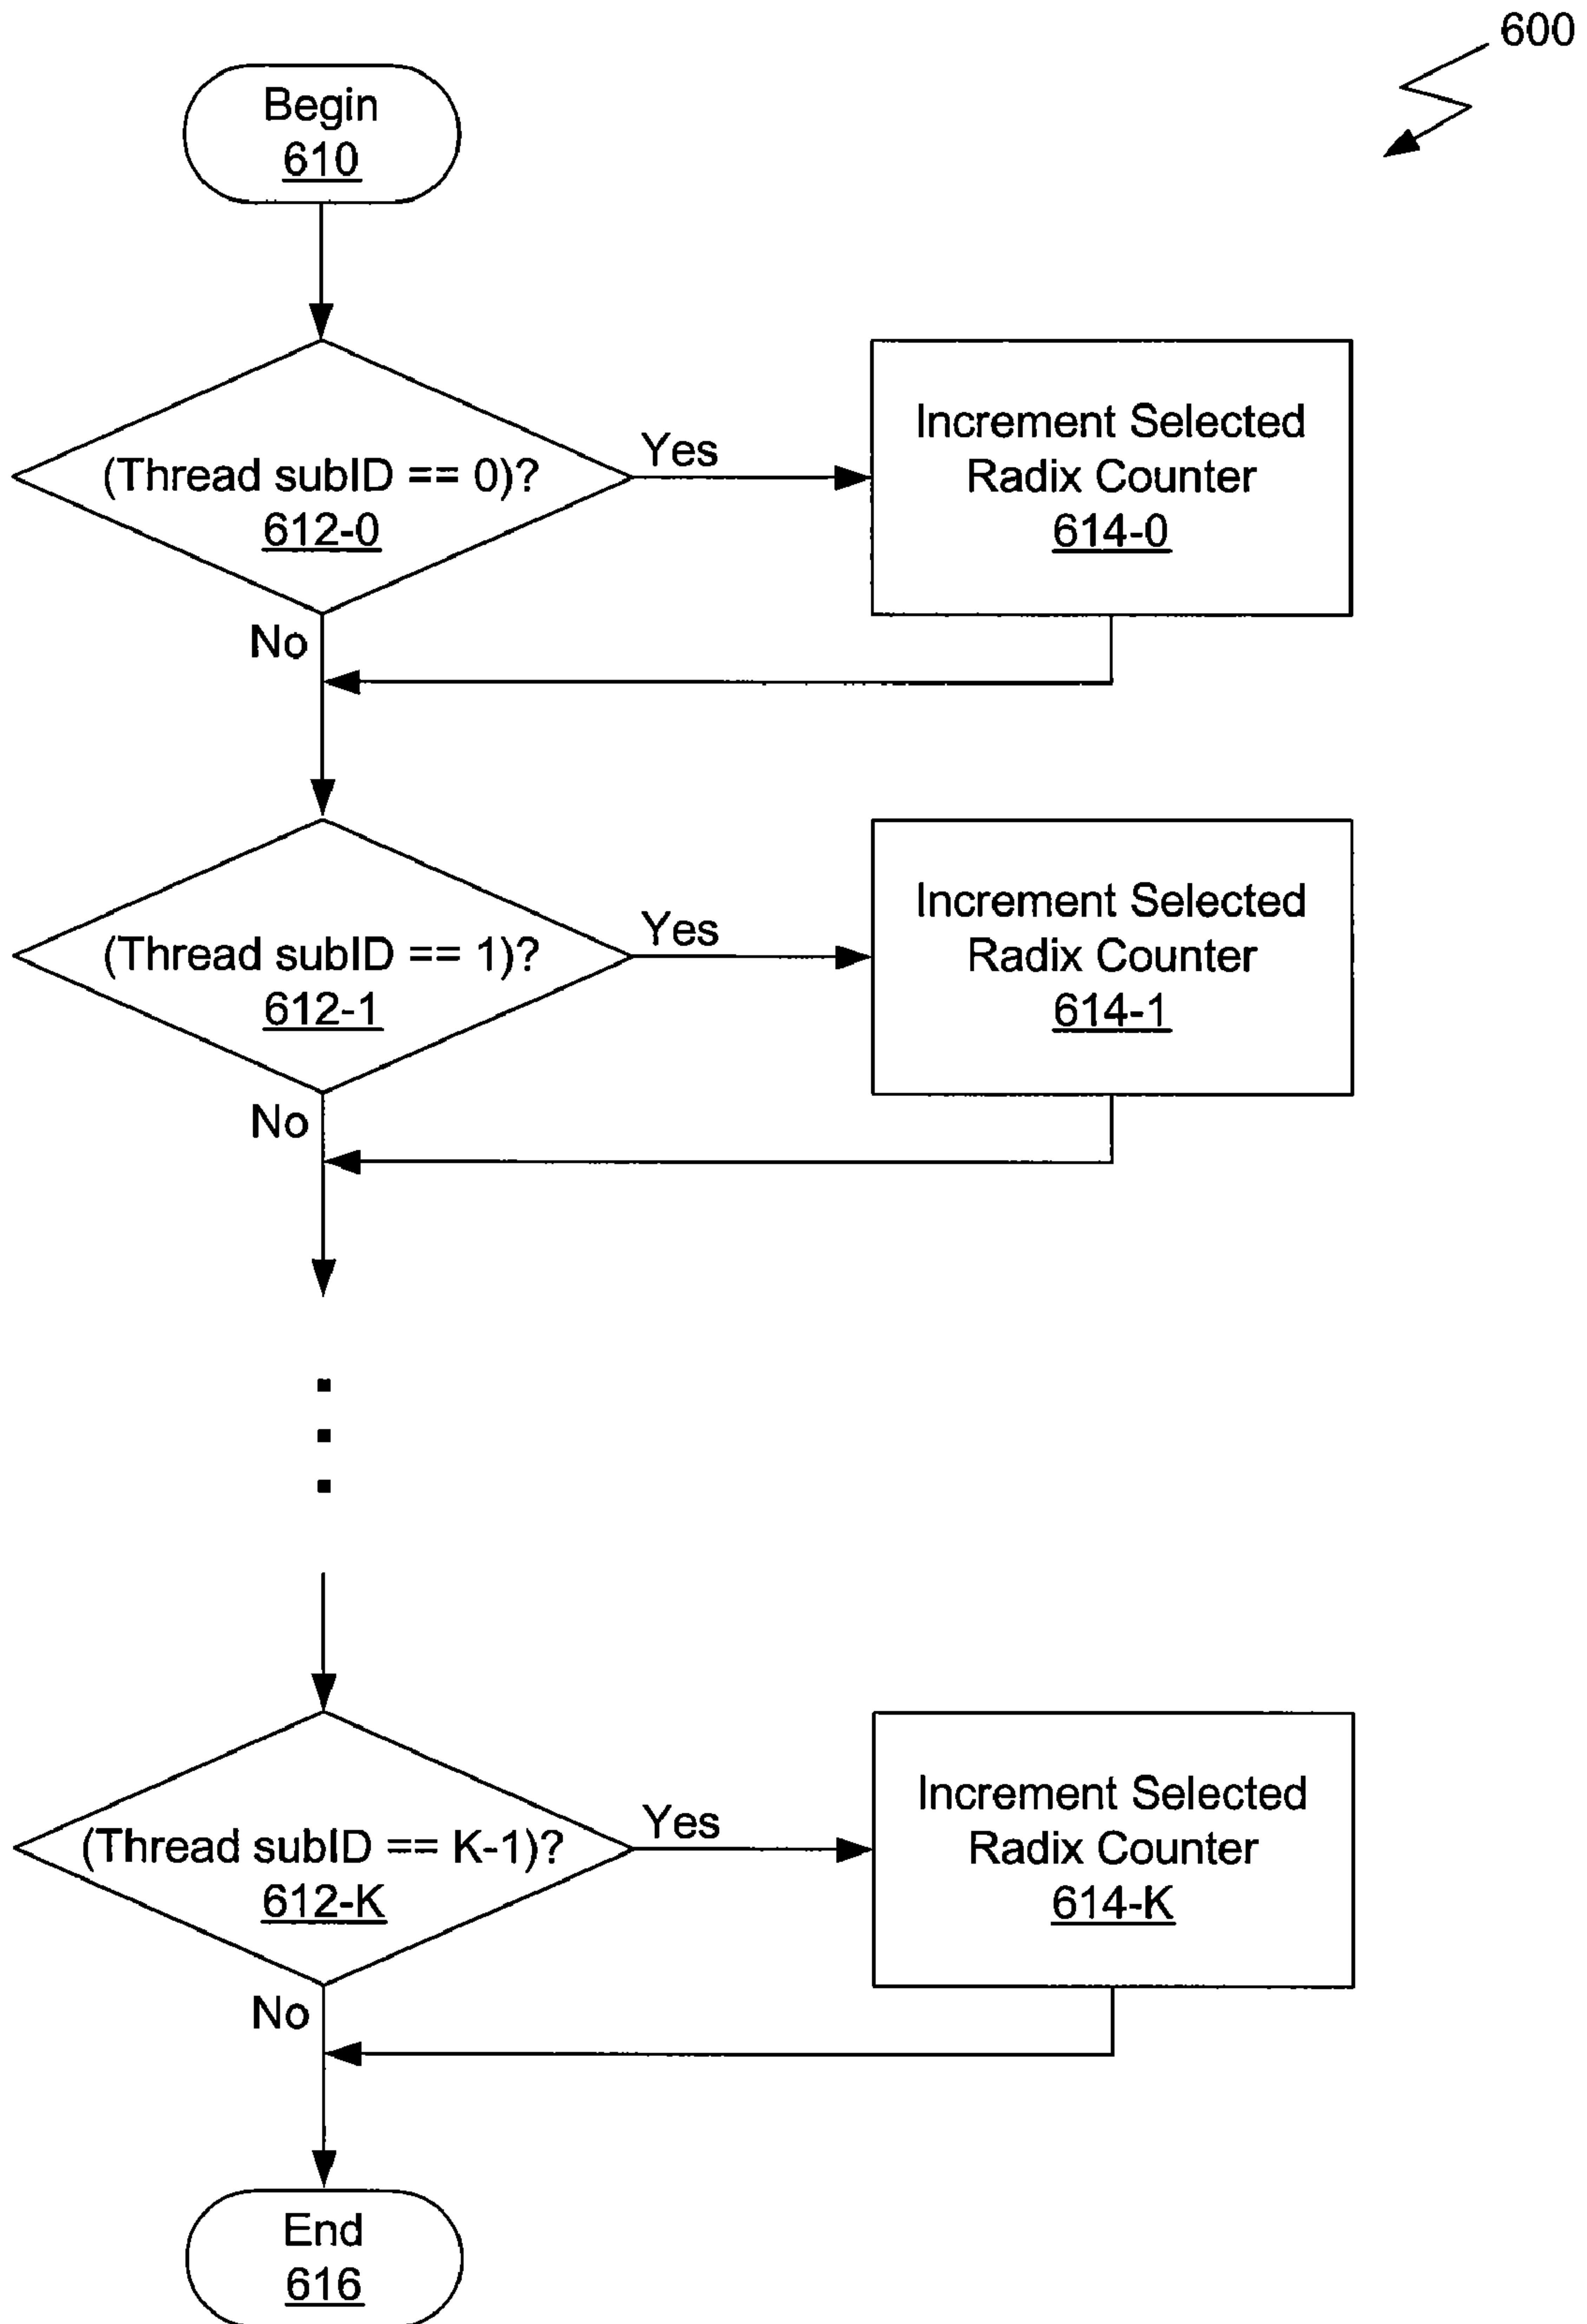 600
Begin
610
(Thread subID == 0)?
612-0
Yes
Increment Selected
Radix Counter
614-0
No
(Thread subID == 1)?
612-1
Yes
Increment Selected
Radix Counter
614-1
No
(Thread subID == K-1)?
612-K
Yes
Increment Selected
Radix Counter
614-K
No
End
616